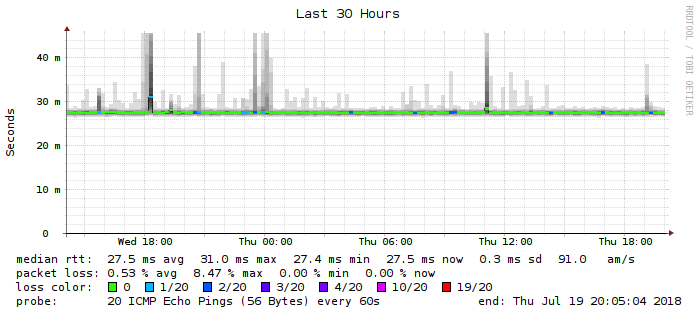 Last 30 Hours
RRDTOOL / TOBI OETIKER
Seconds
40 m
30 m
20 m
10 m
0
Wed 18:00 Thu 00:00 Thu 06:00 Thu 12:00 Thu 18:00
median rtt: 27.5 ms avg 31.0 ms max 27.4 ms min 27.5 ms now 0.3 ms sd 91.0 am/s
packet loss: 0.53 % avg 8.47 % max 0.00 % min 0.00 % now
loss color: 0 1/20 2/20 3/20 4/20 10/20 19/20
probe: 20 ICMP Echo Pings (56 Bytes) every 60s end: Thu Jul 19 20:05:04 2018